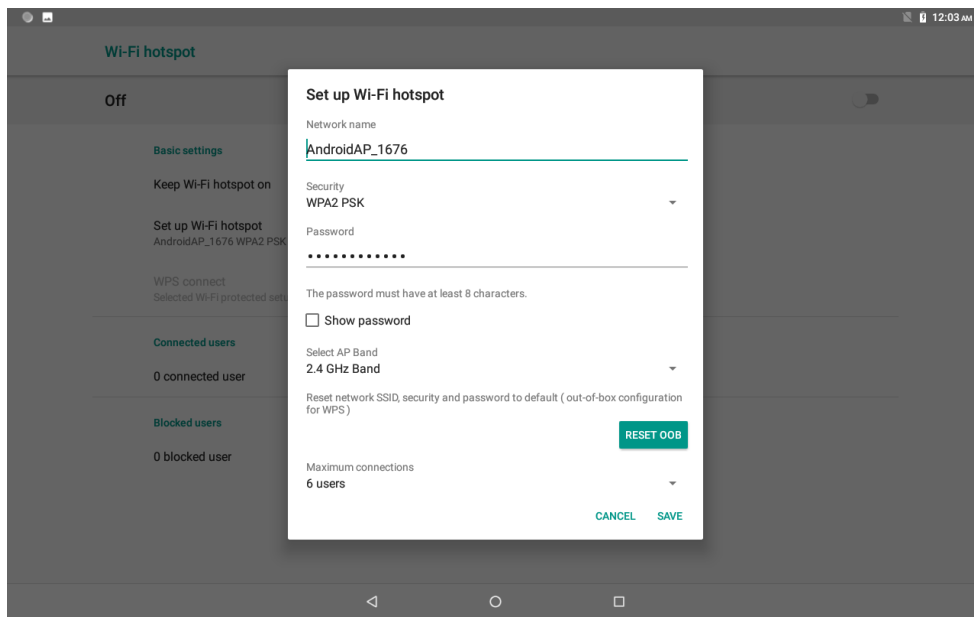 12:03 AM
Wi-Fi hotspot
Off
Basic settings
Keep Wi-Fi hotspot on
Set up Wi-Fi hotspot
AndroidAP_1676 WPA2 PSK
WPS connect
Selected Wi-Fi protected
Connected users
0 connected user
Blocked users
0 blocked user
Set up Wi-Fi hotspot
Network name
AndroidAP_1676
Security
WPA2 PSK
Password
••••••••••••
The password must have at least 8 characters.
Show password
Select AP Band
2.4 GHz Band
Reset network SSID, security and password to default ( out-of-box configuration
for WPS )
RESET OOB
Maximum connections
6 users
CANCEL SAVE